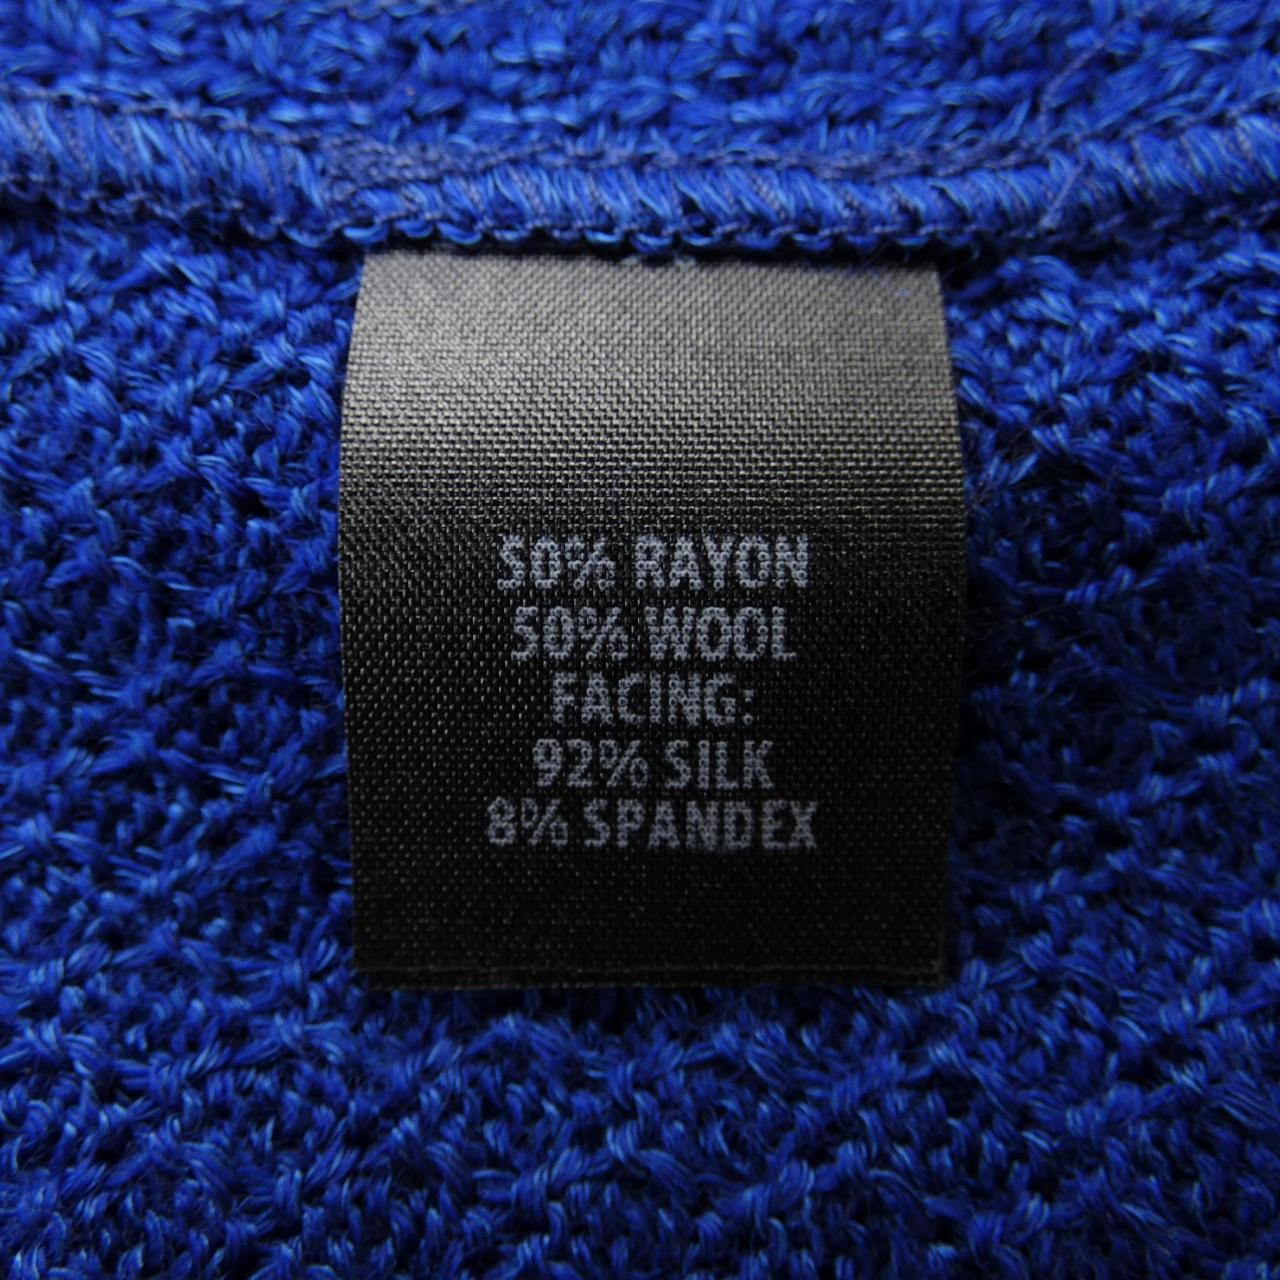 50% RAYON
50% WOOL
FACING:
92% SILK
8% SPANDEX